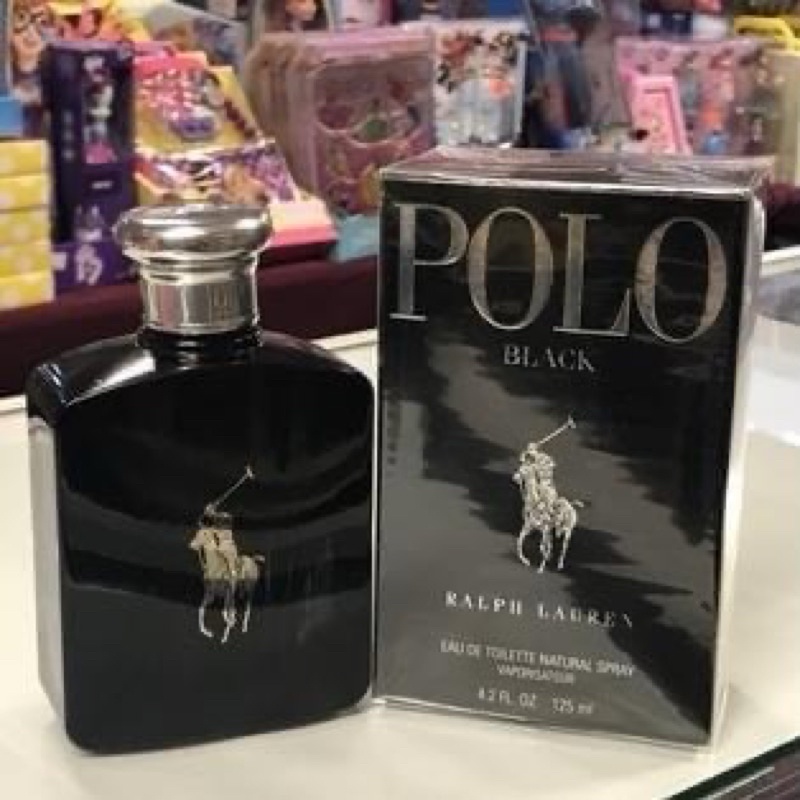 POLO
BLACK
RALPH LAUREN
EAU DE TOILETTE NATURAL SPRAY
VAPORISATEUR
4.2 FL. OZ 125 ml